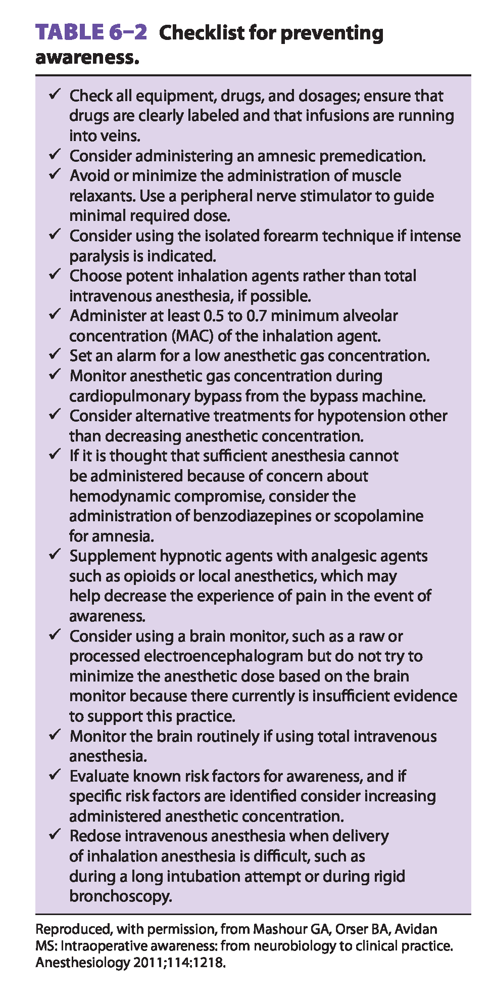 TABLE 6–2 Checklist for preventing
awareness.
✓ Check all equipment, drugs, and dosages; ensure that
drugs are clearly labeled and that infusions are running
into veins.
✓ Consider administering an amnesic premedication.
✓ Avoid or minimize the administration of muscle
relaxants. Use a peripheral nerve stimulator to guide
minimal required dose.
✓ Consider using the isolated forearm technique if intense
paralysis is indicated.
✓ Choose potent inhalation agents rather than total
intravenous anesthesia, if possible.
✓ Administer at least 0.5 to 0.7 minimum alveolar
concentration (MAC) of the inhalation agent.
✓ Set an alarm for a low anesthetic gas concentration.
✓ Monitor anesthetic gas concentration during
cardiopulmonary bypass from the bypass machine.
✓ Consider alternative treatments for hypotension other
than decreasing anesthetic concentration.
✓ If it is thought that sufficient anesthesia cannot
be administered because of concern about
hemodynamic compromise, consider the
administration of benzodiazepines or scopolamine
for amnesia.
✓ Supplement hypnotic agents with analgesic agents
such as opioids or local anesthetics, which may
help decrease the experience of pain in the event of
awareness.
✓ Consider using a brain monitor, such as a raw or
processed electroencephalogram but do not try to
minimize the anesthetic dose based on the brain
monitor because there currently is insufficient evidence
to support this practice.
✓ Monitor the brain routinely if using total intravenous
anesthesia.
✓ Evaluate known risk factors for awareness, and if
specific risk factors are identified consider increasing
administered anesthetic concentration.
✓ Redose intravenous anesthesia when delivery
of inhalation anesthesia is difficult, such as
during a long intubation attempt or during rigid
bronchoscopy.
Reproduced, with permission, from Mashour GA, Orser BA, Avidan
MS: Intraoperative awareness: from neurobiology to clinical practice.
Anesthesiology 2011;114:1218.